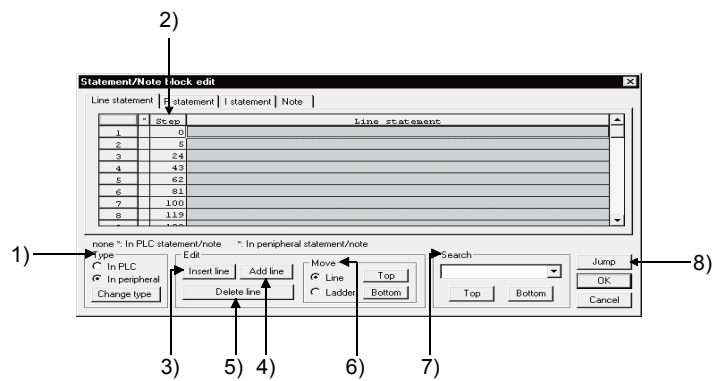 2)
Statement/Note block edit
Line statement P statement I statement Note
* Step Line statement
1 0
2 5
3 24
4 43
5 62
6 81
7 100
8 119
none *: In PLC statement/note *: In penipheral statement/note
1)
Type
In PLC
In peripheral
Change type
Edit
Insert line Add line
Delete line
Move
Line Top
Ladder Bottom
Search
Top Bottom
Jump
OK
Cancel
8)
3) 5) 4) 6) 7)